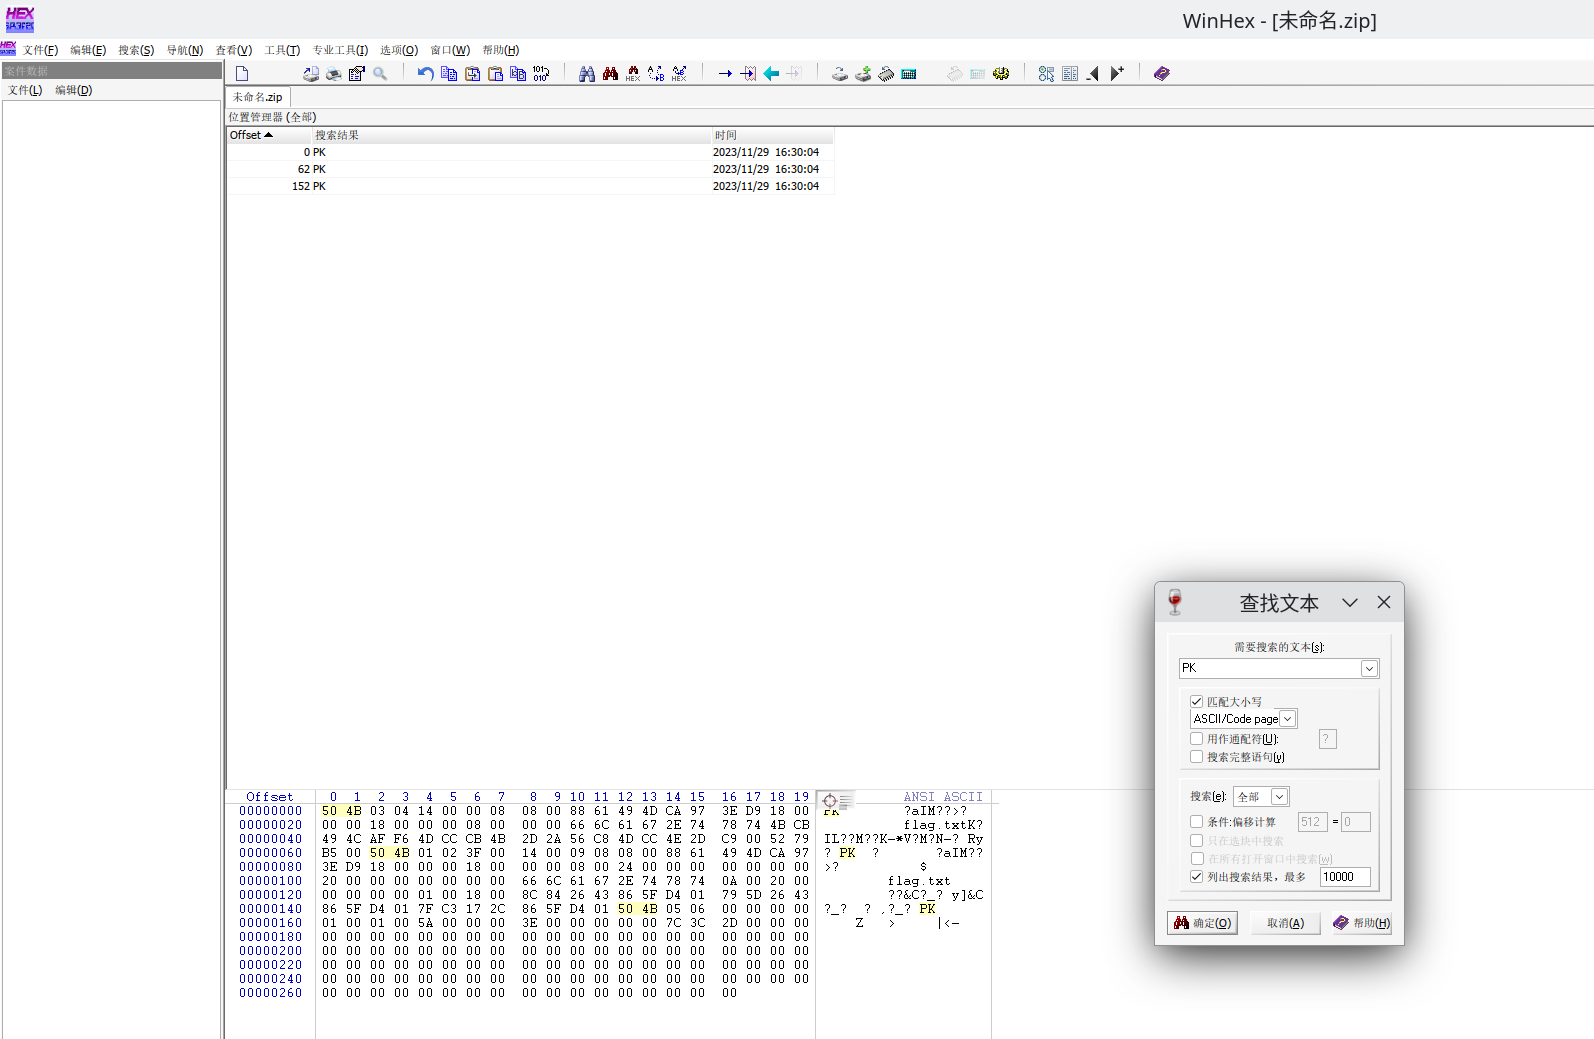 WinHex - [未命名.zip]
文件(F) 编辑(E) 搜索(S) 导航(N) 查看(V) 工具(T) 专业工具(I) 选项(O) 窗口(W) 帮助(H)
案件数据
文件(L) 编辑(D)
未命名.zip
位置管理器 (全部)
Offset 搜索结果 时间
0 PK 2023/11/29 16:30:04
62 PK 2023/11/29 16:30:04
152 PK 2023/11/29 16:30:04
Offset 0 1 2 3 4 5 6 7 8 9 10 11 12 13 14 15 16 17 18 19 ANSI ASCII
00000000 50 4B 03 04 14 00 00 08 08 00 88 61 49 4D CA 97 3E D9 18 00 PK ?aIM??>?
00000020 00 00 18 00 00 00 08 00 00 00 66 6C 61 67 2E 74 78 74 4B CB flag.txtK?
00000040 49 4C AF F6 4D CC CB 4B 2D 2A 56 C8 4D CC 4E 2D C9 00 52 79 IL??M??K-*V?M?N-? Ry
00000060 B5 00 50 4B 01 02 3F 00 14 00 09 08 08 00 88 61 49 4D CA 97 ? PK ? ?aIM??
00000080 3E D9 18 00 00 00 18 00 00 00 08 00 24 00 00 00 00 00 00 00 >? $
00000100 20 00 00 00 00 00 00 00 66 6C 61 67 2E 74 78 74 0A 00 20 00 flag.txt
00000120 00 00 00 00 01 00 18 00 8C 84 26 43 86 5F D4 01 79 5D 26 43 ??&C?_? y]&C
00000140 86 5F D4 01 7F C3 17 2C 86 5F D4 01 50 4B 05 06 00 00 00 00 ?_? ? ,?_? PK
00000160 01 00 01 00 5A 00 00 00 3E 00 00 00 00 00 7C 3C 2D 00 00 00 Z > |<-
00000180 00 00 00 00 00 00 00 00 00 00 00 00 00 00 00 00 00 00 00 00
00000200 00 00 00 00 00 00 00 00 00 00 00 00 00 00 00 00 00 00 00 00
00000220 00 00 00 00 00 00 00 00 00 00 00 00 00 00 00 00 00 00 00 00
00000240 00 00 00 00 00 00 00 00 00 00 00 00 00 00 00 00 00 00 00 00
00000260 00 00 00 00 00 00 00 00 00 00 00 00 00 00 00 00 00
查找文本
需要搜索的文本(s):
PK
匹配大小写
ASCII/Code page
用作通配符(U): ?
搜索完整语句(y)
搜索(e): 全部
条件:偏移计算 512 = 0
只在选块中搜索
在所有打开窗口中搜索(w)
列出搜索结果，最多 10000
确定(O) 取消(A) 帮助(H)